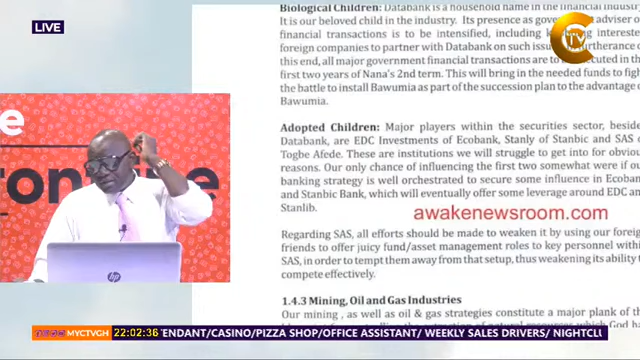 LIVE
C
TV
Biological Children: Databank is a household name in the financial industry
It is our beloved child in the industry. Its presence as adviser
financial transactions is to be intensified, including interested
foreign companies to partner with Databank on such furtherance
this end, all major government financial transactions are to in the
first two years of Nana's 2nd term. This will bring in the needed funds to figh
the battle to install Bawumia as part of the succession plan to the advantage o
Bawumia.
Adopted Children: Major players within the securities sector, beside
Databank, are EDC Investments of Ecobank, Stanly of Stanbic and SAS o
Togbe Afede. These are institutions we will struggle to get into for obviou
reasons. Our only chance of influencing the first two somewhat were if ou
banking strategy is well orchestrated to secure some influence in Ecoban
and Stanbic Bank, which will eventually offer some leverage around EDC an
Stanlib.
awakenewsroom.com
Regarding SAS, all efforts should be made to weaken it by using our foreig
friends to offer juicy fund/asset management roles to key personnel withi
SAS, in order to tempt them away from that setup, thus weakening its ability t
compete effectively.
1.4.3 Mining, Oil and Gas Industries
Our mining, as well as oil & gas strategies constitute a major plank of th
hp
MYCTVGH 22:02:36 ENDANT/CASINO/PIZZA SHOP/OFFICE ASSISTANT/ WEEKLY SALES DRIVERS/ NIGHTCLU